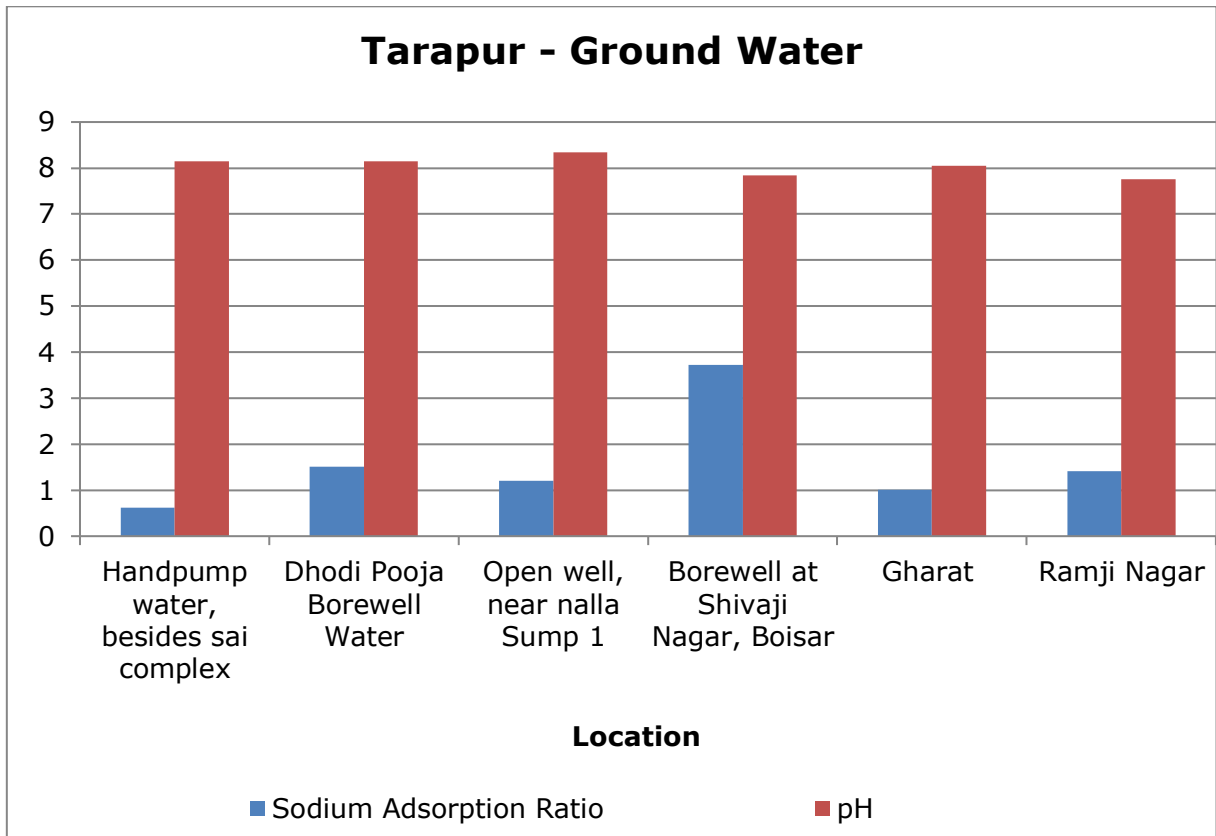 Tarapur - Ground Water
9
8
7
6
5
4
3
2
1
0
Handpump
water,
besides sai
complex
Dhodi Pooja
Borewell
Water
Open well,
near nalla
Sump 1
Borewell at
Shivaji
Nagar, Boisar
Gharat
Ramji Nagar
Location
Sodium Adsorption Ratio
pH